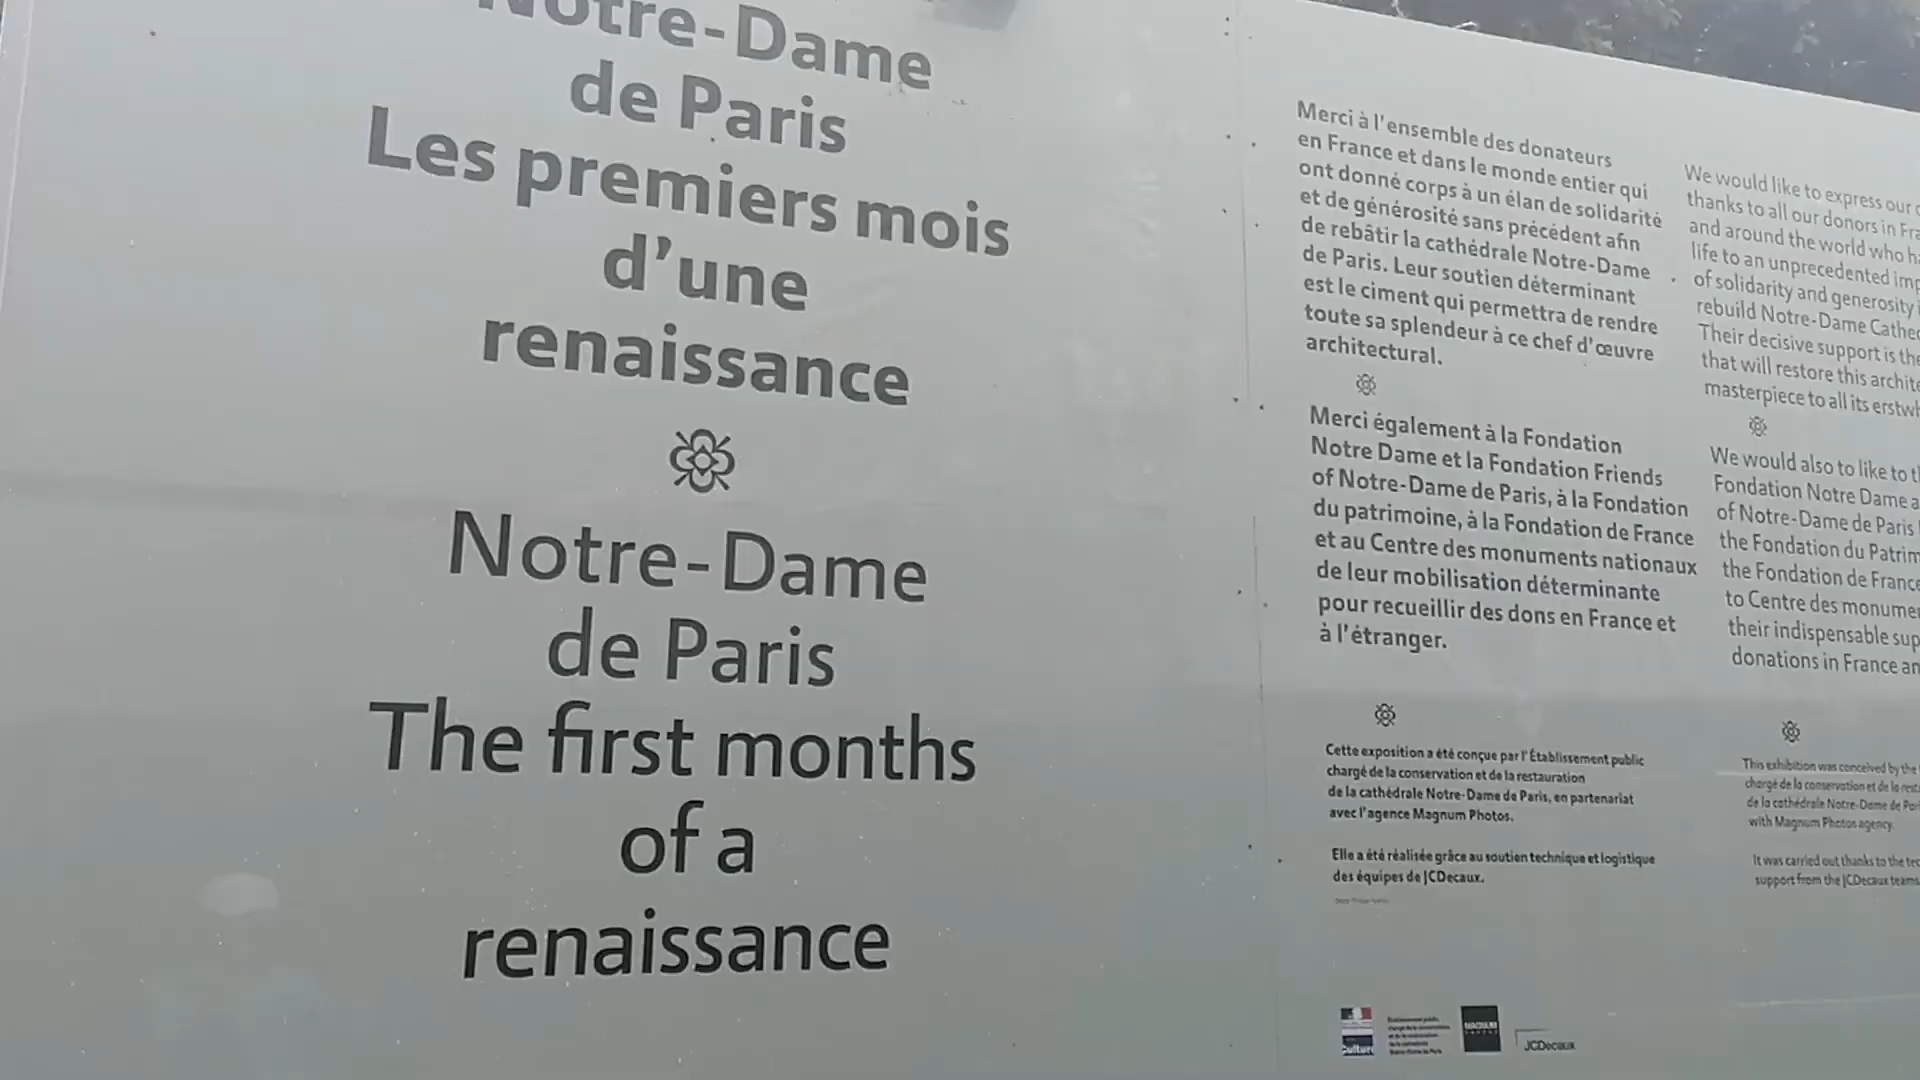 Notre-Dame
de Paris
Les premiers mois
d'une
renaissance
Notre-Dame
de Paris
The first months
of a
renaissance
Merci à l'ensemble des donateurs
en France et dans le monde entier qui
ont donné corps à un élan de solidarité
et de générosité sans précédent afin
de rebâtir la cathédrale Notre-Dame
de Paris. Leur soutien déterminant
est le ciment qui permettra de rendre
toute sa splendeur à ce chef d'œuvre
architectural.
Merci également à la Fondation
Notre Dame et la Fondation Friends
of Notre-Dame de Paris, à la Fondation
du patrimoine, à la Fondation de France
et au Centre des monuments nationaux
de leur mobilisation déterminante
pour recueillir des dons en France et
à l'étranger.
Cette exposition a été conçue par l'Établissement public
chargé de la conservation et de la restauration
de la cathédrale Notre-Dame de Paris, en partenariat
avec l'agence Magnum Photos.
Elle a été réalisée grâce au soutien technique et logistique
des équipes de JCDecaux.
We would like to express our
thanks to all our donors in
and around the world who
life to an unprecedented
of solidarity and generosity
rebuild Notre-Dame
Their decisive support is the
that will restore this
masterpiece to all its
We would also to like to
Fondation Notre Dame
of Notre-Dame de Paris
the Fondation du
the Fondation de France
to Centre des
their indispensable
donations in France
This exhibition was conceived by the
chargé de la conservation et de la
de la cathédrale Notre-Dame de
with Magnum Photos agency.
It was carried out thanks to the
support from the JCDecaux teams
JCDecaux